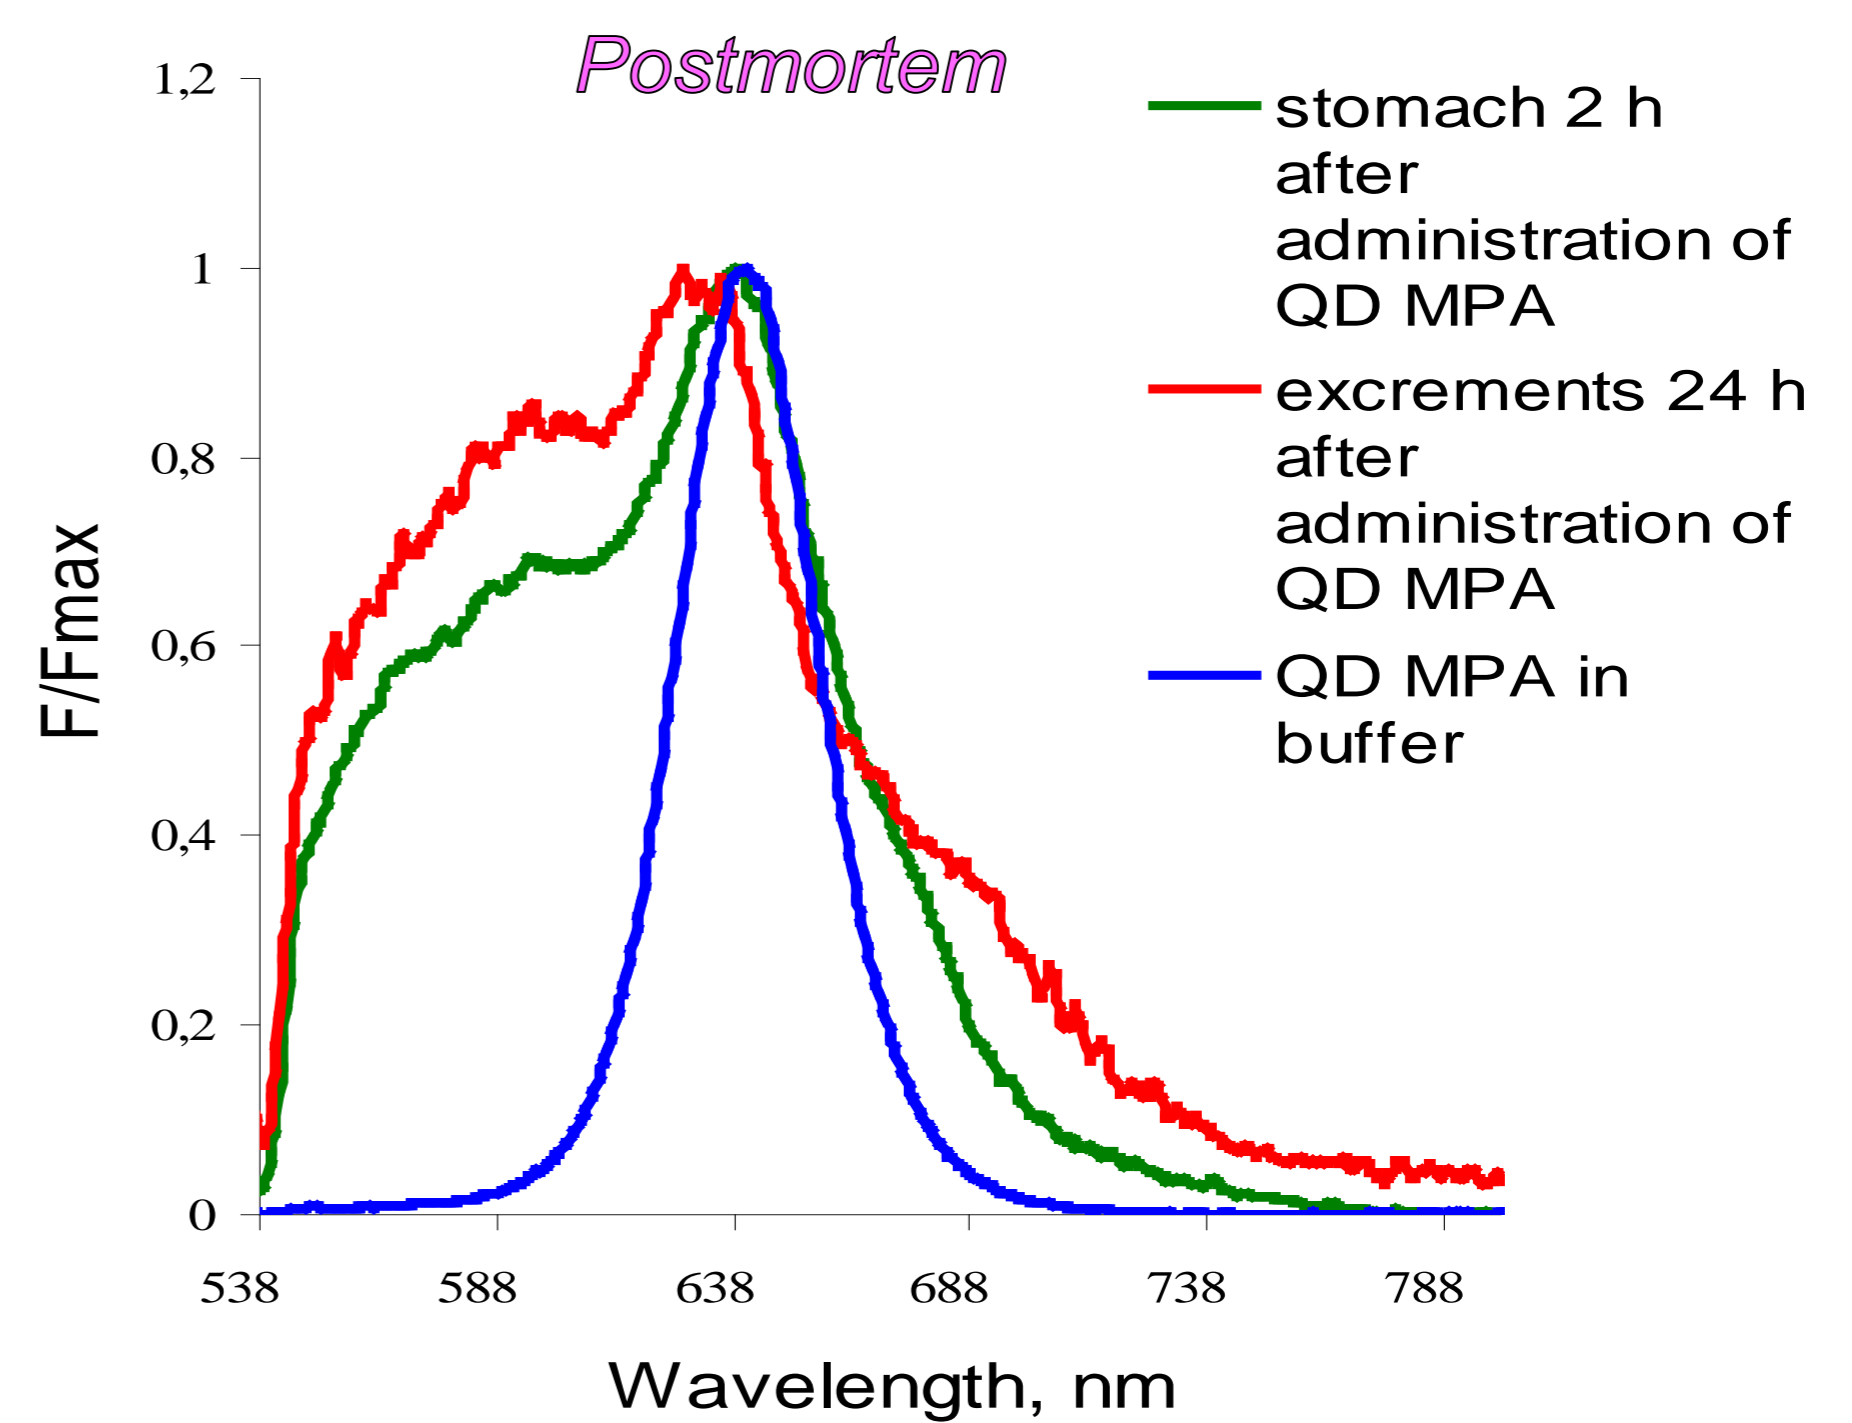 Postmortem
1,2
1
0,8
0,6
0,4
0,2
0
F/Fmax
538 588 638 688 738 788
Wavelength, nm
stomach 2 h
after
administration of
QD MPA
excrements 24 h
after
administration of
QD MPA
QD MPA in
buffer